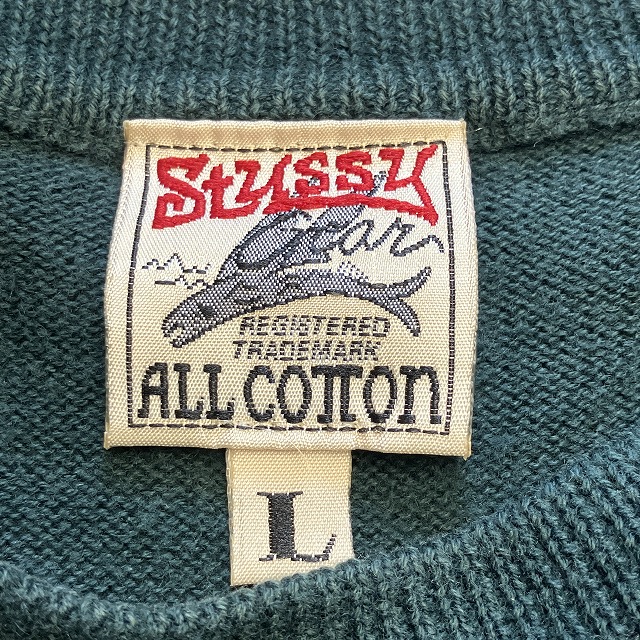 Stussy
Gear
REGISTERED
TRADEMARK
ALL COTTON
L